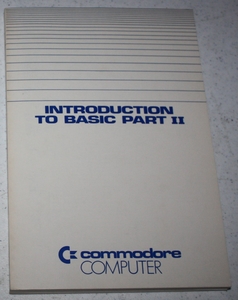 INTRODUCTION
TO BASIC PART II
commodore
COMPUTER